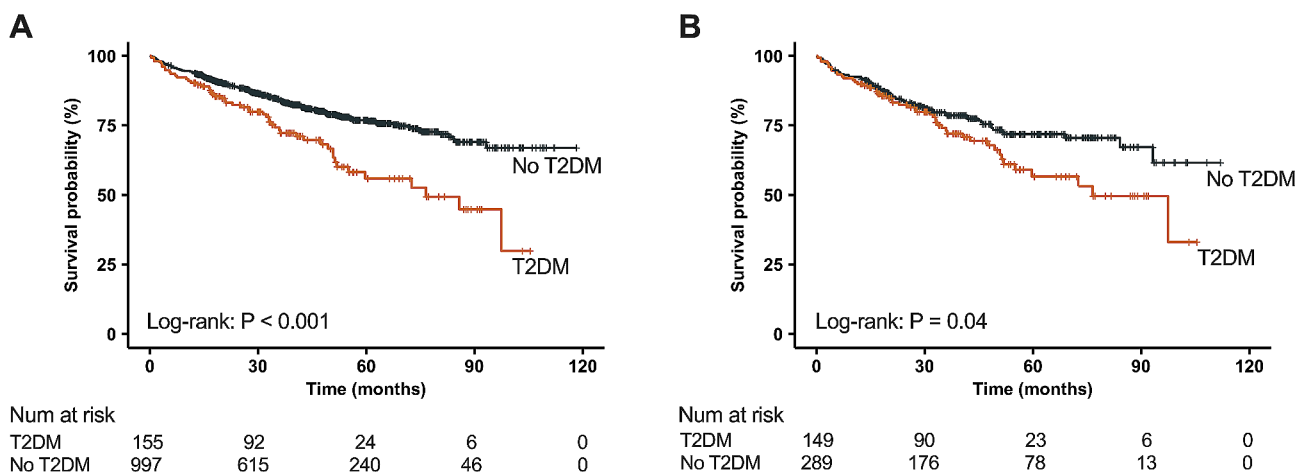 A
B
Survival probability (%)
100
75
50
25
0
No T2DM
T2DM
Log-rank: P < 0.001
0 30 60 90 120
Time (months)
Num at risk
T2DM 155 92 24 6 0
No T2DM 997 615 240 46 0
Survival probability (%)
100
75
50
25
0
No T2DM
T2DM
Log-rank: P = 0.04
0 30 60 90 120
Time (months)
Num at risk
T2DM 149 90 23 6 0
No T2DM 289 176 78 13 0